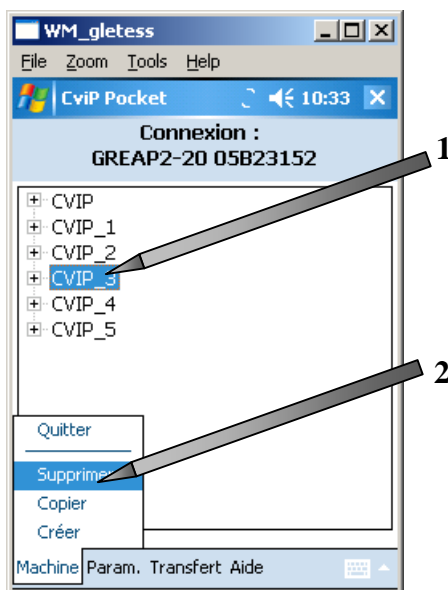 WM_gletess
File Zoom Tools Help
CviP Pocket 10:33
Connexion :
GREAP2-20 05B23152
1
CVIP
CVIP_1
CVIP_2
CVIP_3
CVIP_4
CVIP_5
2
Quitter
Supprimer
Copier
Créer
Machine Param. Transfert Aide